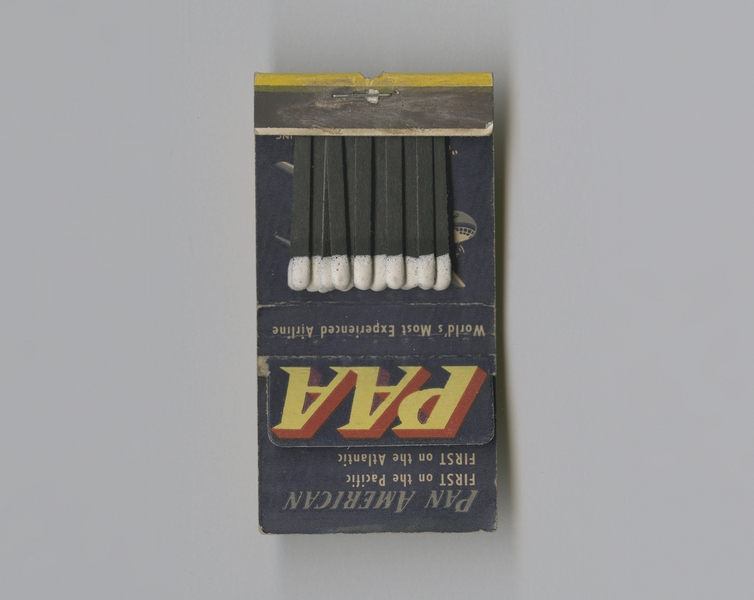 PAN AMERICAN
FIRST on the Pacific
FIRST on the Atlantic
PAA
World's Most Experienced Airline